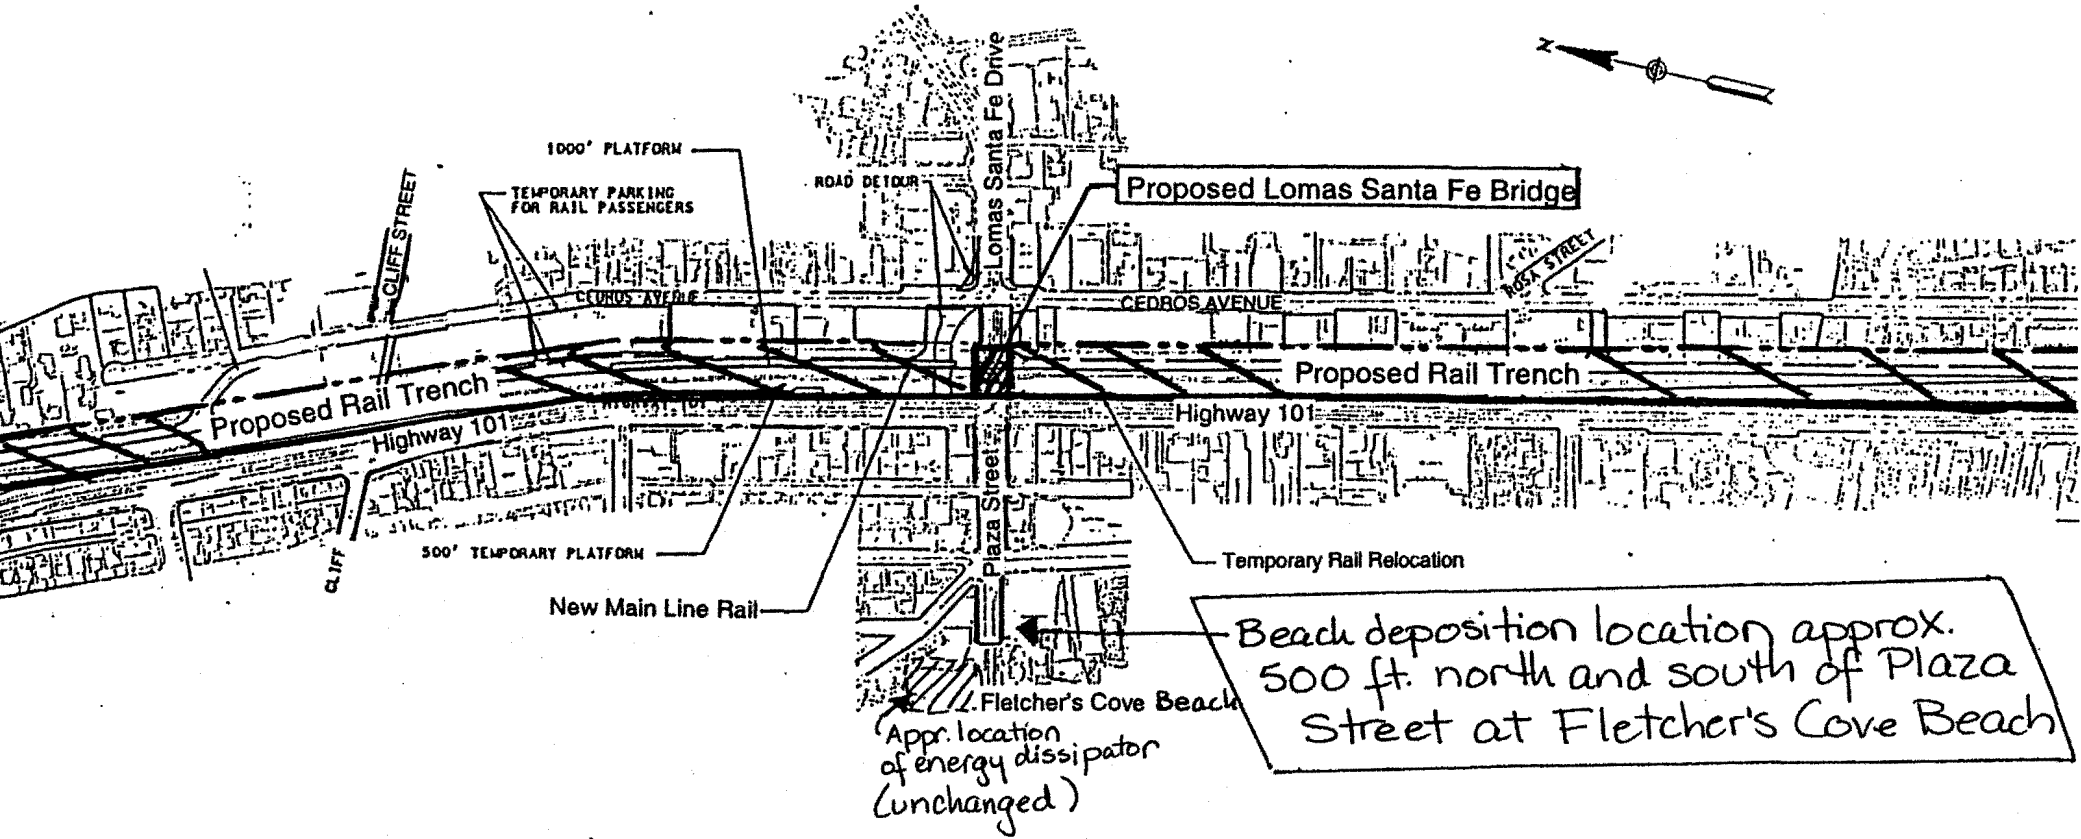 N
Lomas Santa Fe Drive
1000' PLATFORM
ROAD DETOUR
TEMPORARY PARKING
FOR RAIL PASSENGERS
Proposed Lomas Santa Fe Bridge
CLIFF STREET
ROSA STREET
CEDROS AVENUE
CEDROS AVENUE
Proposed Rail Trench
Proposed Rail Trench
HIGHWAY 101
Highway 101
Highway 101
Plaza Street
500' TEMPORARY PLATFORM
Temporary Rail Relocation
CLIFF
New Main Line Rail
Beach deposition location approx.
500 ft. north and south of Plaza
Street at Fletcher's Cove Beach
Fletcher's Cove Beach
Appr. location
of energy dissipator
(unchanged)